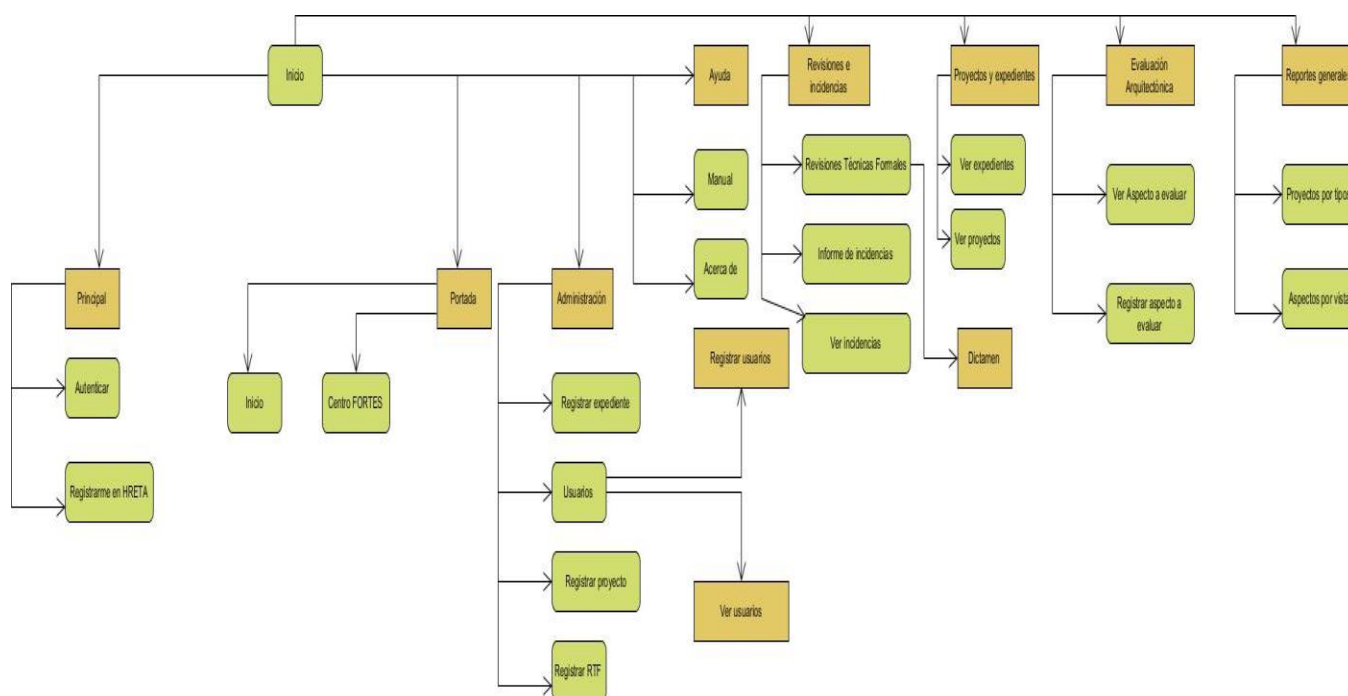 Inicio
Ayuda
Revisiones e
incidencias
Proyectos y expedientes
Evaluación
Arquitectónica
Reportes generales
Manual
Revisiones Técnicas Formales
Ver expedientes
Ver Aspecto a evaluar
Proyectos por tipo
Acerca de
Informe de incidencias
Ver proyectos
Principal
Portada
Administración
Registrar aspecto a
evaluar
Aspectos por vista
Registrar usuarios
Ver incidencias
Dictamen
Autenticar
Inicio
Centro FORTES
Registrar expediente
Registrarme en HRETA
Usuarios
Registrar proyecto
Ver usuarios
Registrar RTF